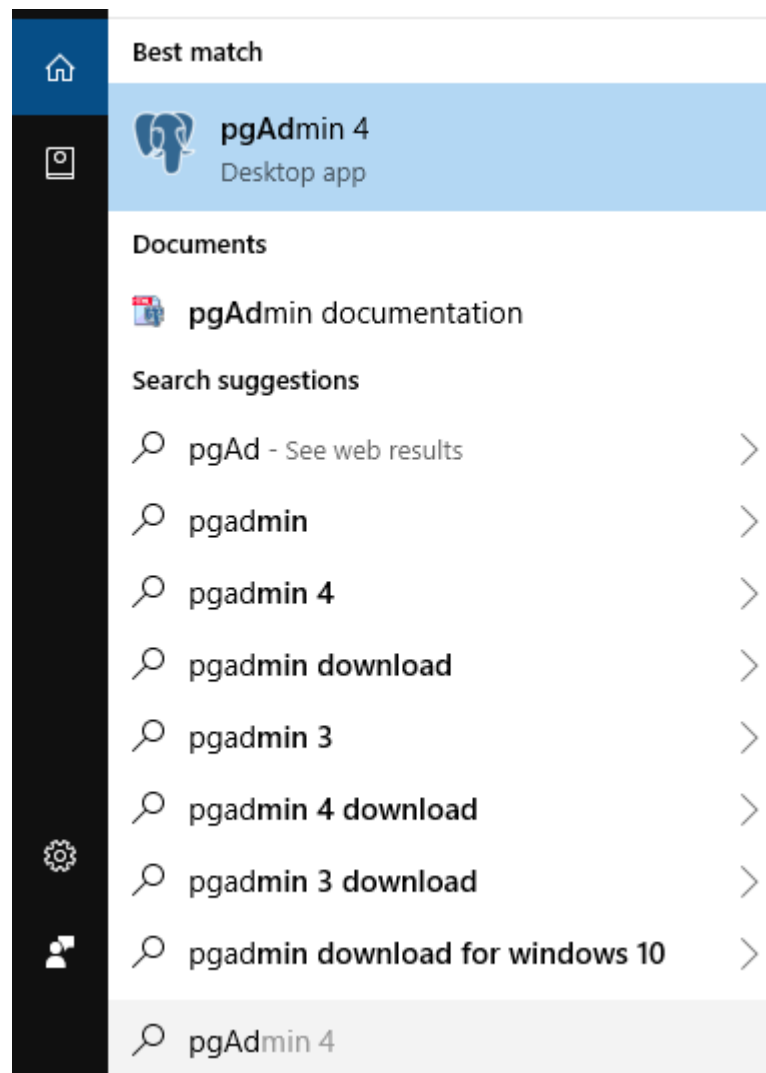 Best match
pgAdmin 4
Desktop app
Documents
pgAdmin documentation
Search suggestions
pgAd - See web results
pgadmin
pgadmin 4
pgadmin download
pgadmin 3
pgadmin 4 download
pgadmin 3 download
pgadmin download for windows 10
pgAdmin 4